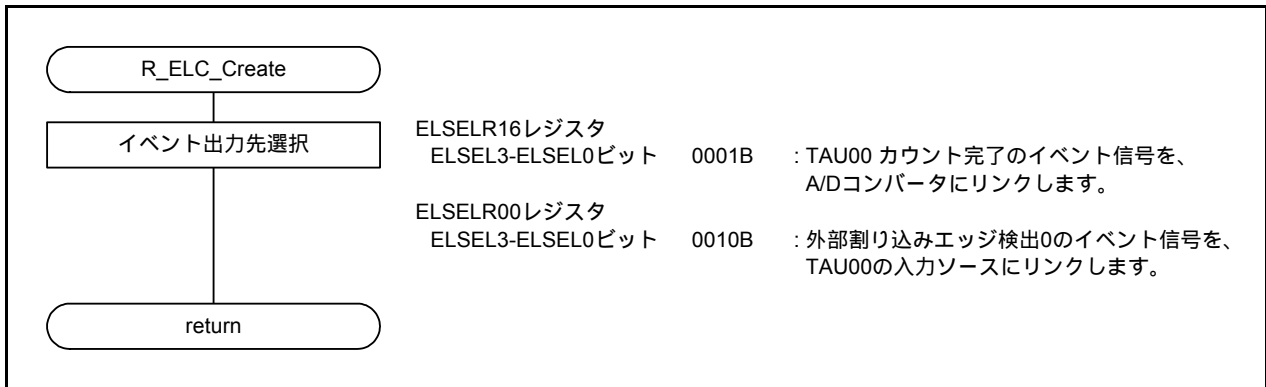 R_ELC_Create
イベント出力先選択
ELSELR16レジスタ
ELSEL3-ELSEL0ビット 0001B : TAU00 カウント完了のイベント信号を、
A/Dコンバータにリンクします。
ELSELR00レジスタ
ELSEL3-ELSEL0ビット 0010B : 外部割り込みエッジ検出0のイベント信号を、
TAU00の入力ソースにリンクします。
return